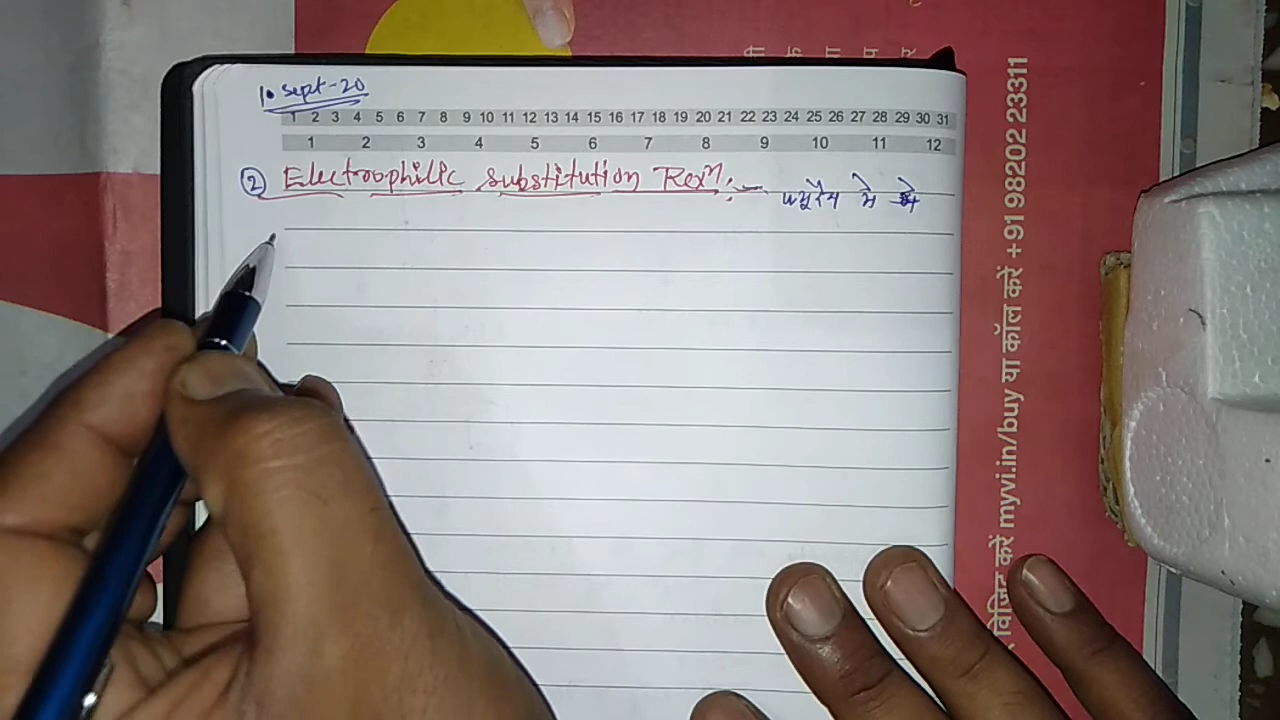 1. Sept-20
1 2 3 4 5 6 7 8 9 10 11 12 13 14 15 16 17 18 19 20 21 22 23 24 25 26 27 28 29 30 31
1 2 3 4 5 6 7 8 9 10 11 12
② Electrophilic substitution Rexⁿ:-
विजिट करें myvi.in/buy या कॉल करें +91 98202 23311